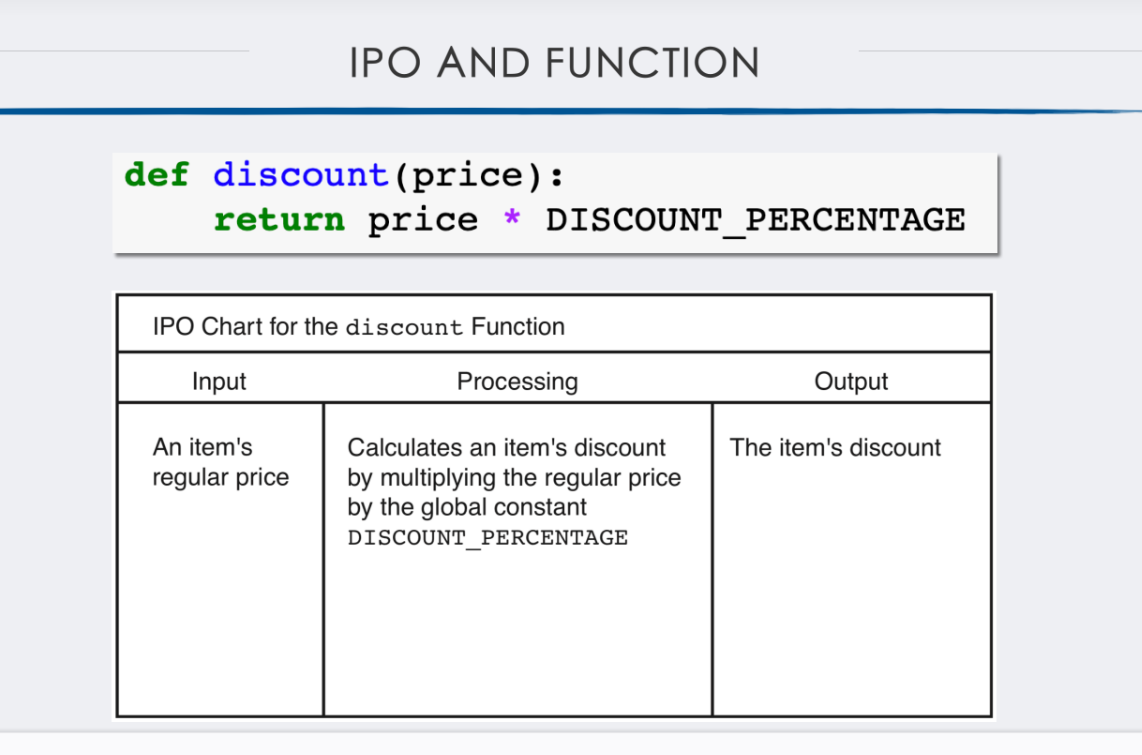 IPO AND FUNCTION
def discount(price):
return price * DISCOUNT_PERCENTAGE
IPO Chart for the discount Function
Input Processing Output
An item's
regular price
Calculates an item's discount
by multiplying the regular price
by the global constant
DISCOUNT_PERCENTAGE
The item's discount